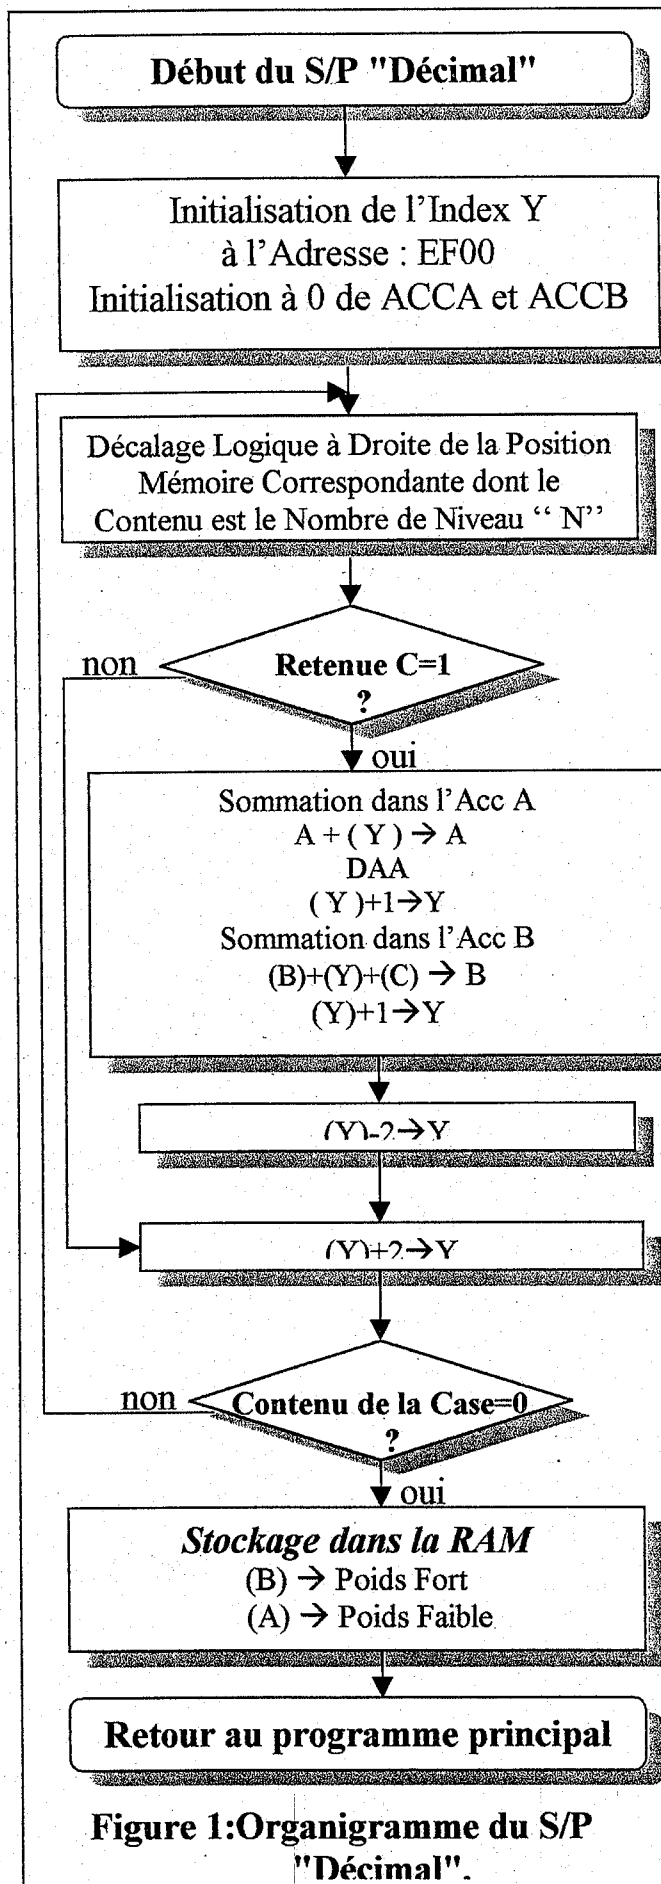 Début du S/P "Décimal"
Initialisation de l'Index Y
à l'Adresse : EF00
Initialisation à 0 de ACCA et ACCB
Décalage Logique à Droite de la Position
Mémoire Correspondante dont le
Contenu est le Nombre de Niveau “ N”
non
Retenue C=1
?
oui
Sommation dans l'Acc A
A + ( Y ) → A
DAA
( Y )+1→Y
Sommation dans l'Acc B
(B)+(Y)+(C) → B
(Y)+1→Y
(Y)-2→Y
(Y)+2→Y
non
Contenu de la Case=0
?
oui
Stockage dans la RAM
(B) → Poids Fort
(A) → Poids Faible
Retour au programme principal
Figure 1:Organigramme du S/P
"Décimal".